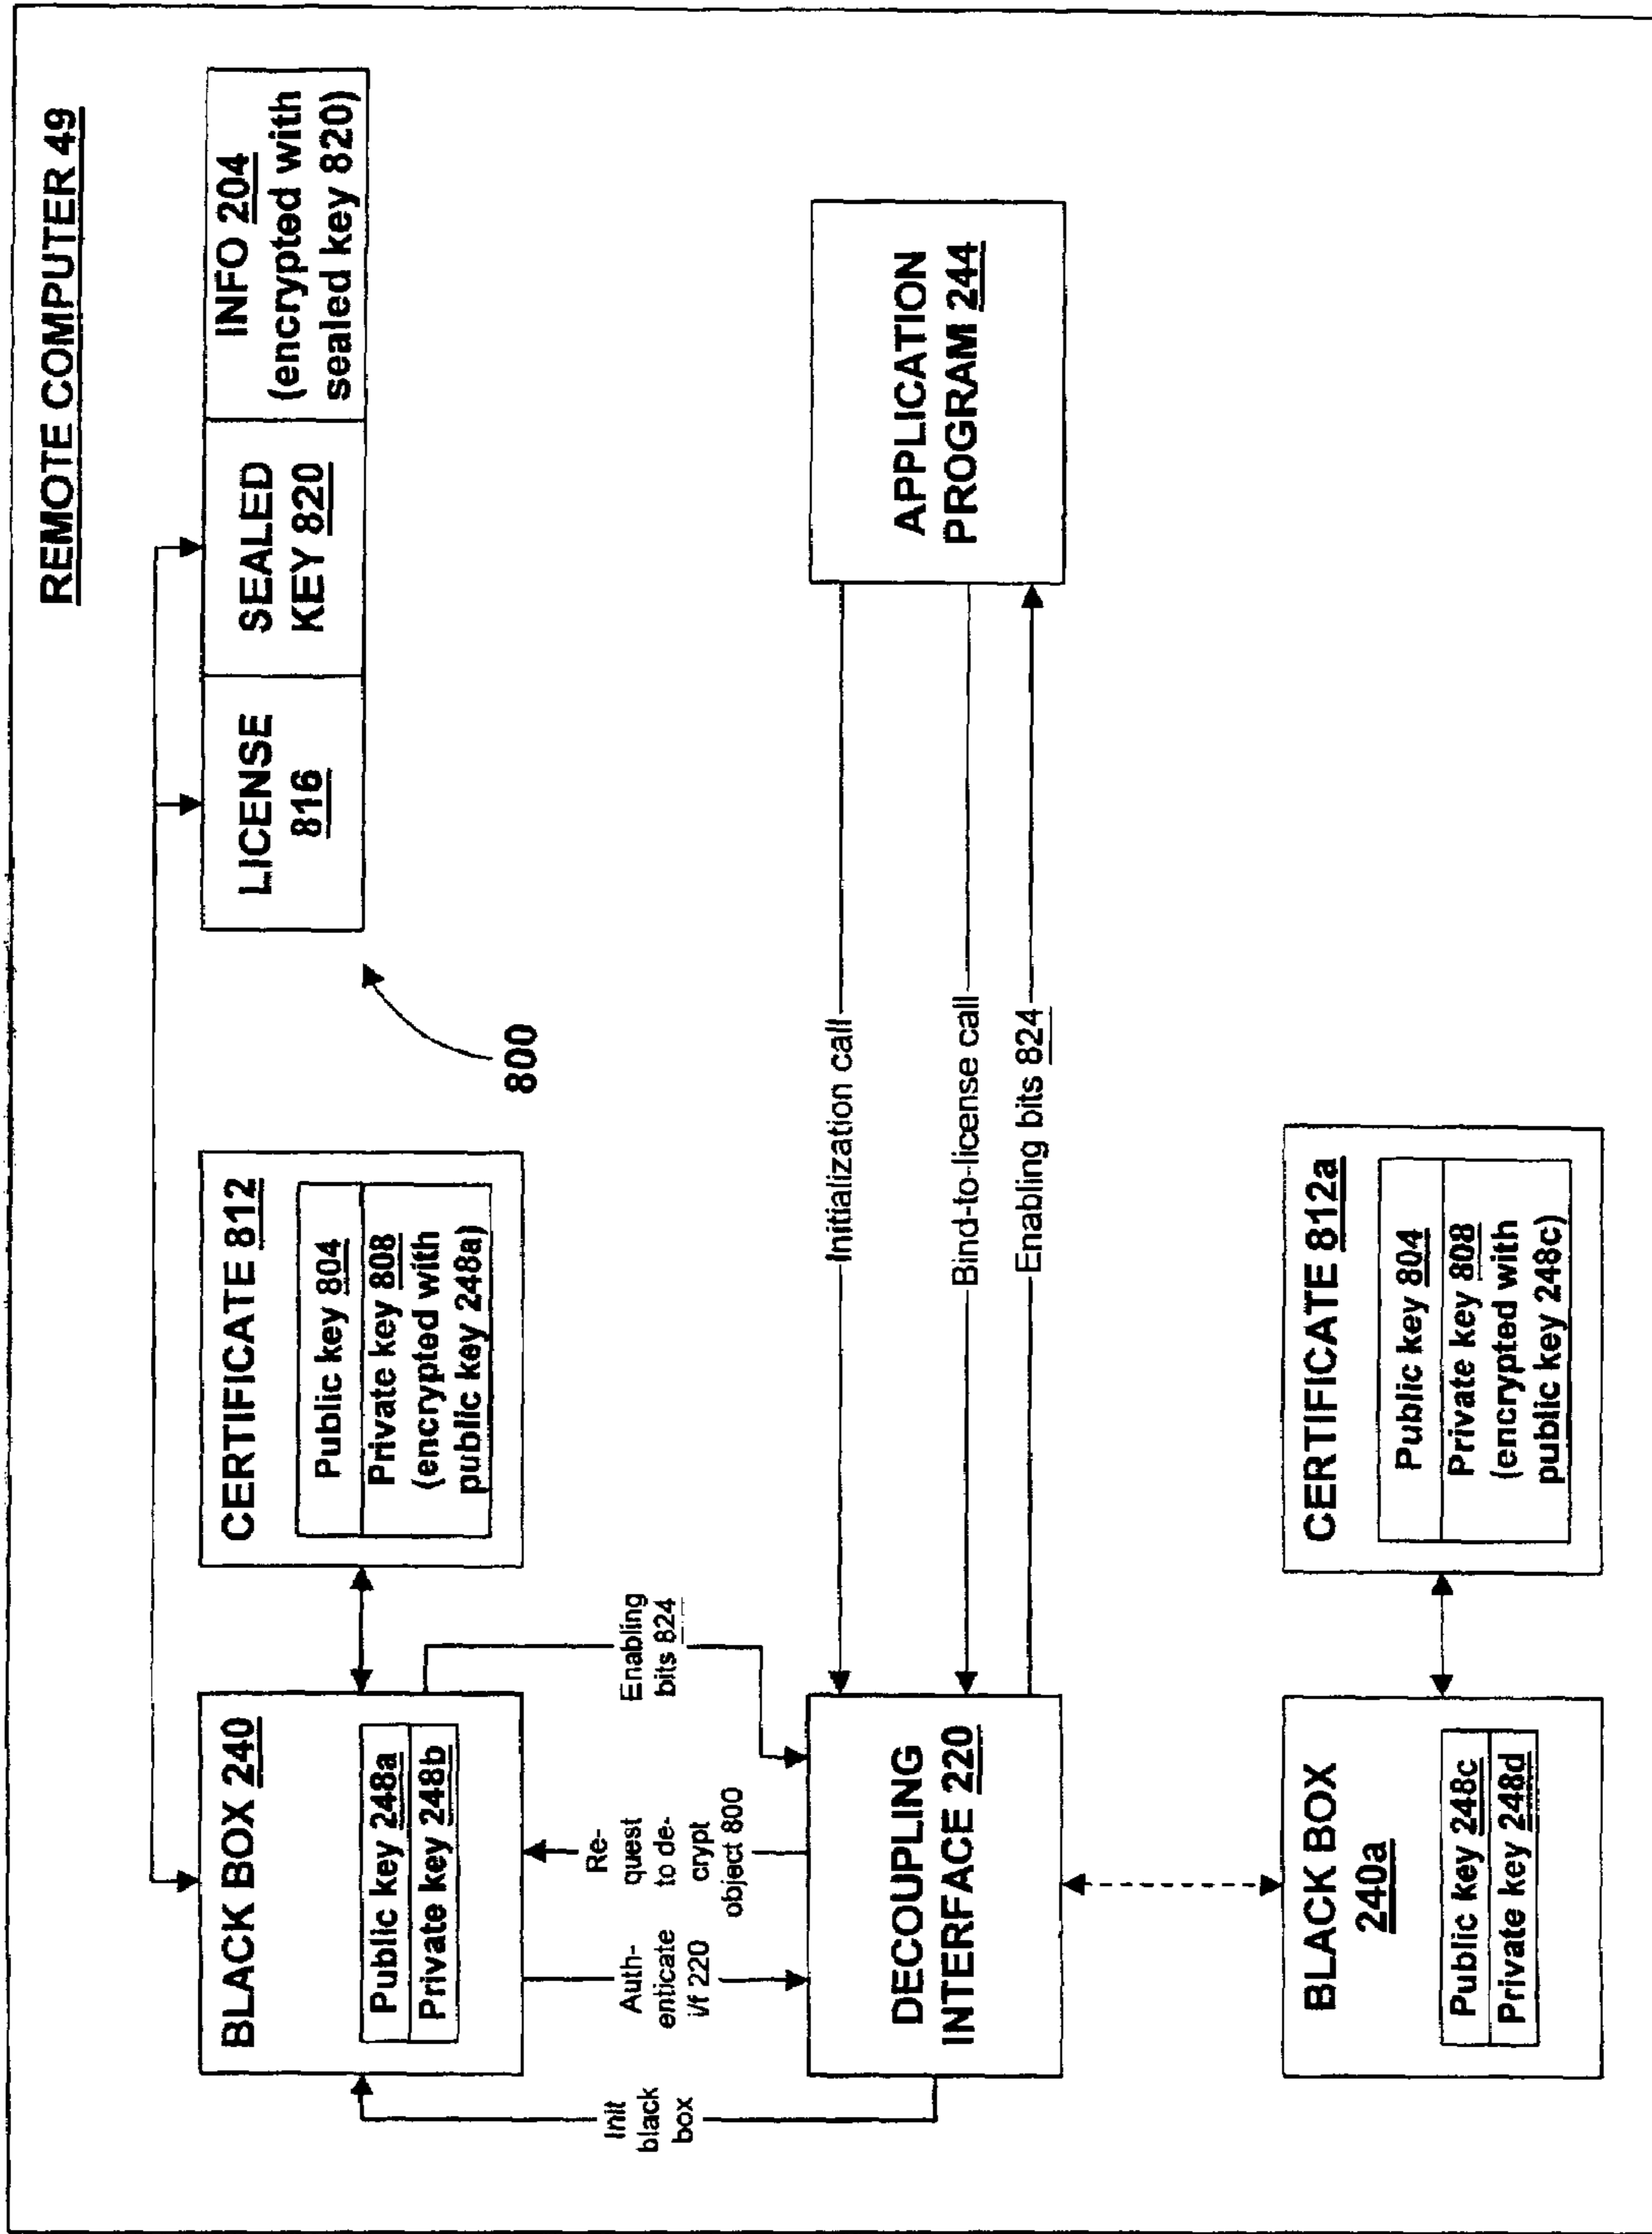 REMOTE COMPUTER 49
BLACK BOX 240
Public key 248a
Private key 248b
CERTIFICATE 812
Public key 804
Private key 808
(encrypted with
public key 248a)
LICENSE
816
SEALED
KEY 820
INFO 204
(encrypted with
sealed key 820)
800
Init
black
box
Auth-
enticate
i/f 220
Re-
quest
to de-
crypt
object 800
Enabling
bits 824
DECOUPLING
INTERFACE 220
Initialization call
Bind-to-license call
Enabling bits 824
APPLICATION
PROGRAM 244
BLACK BOX
240a
Public key 248c
Private key 248d
CERTIFICATE 812a
Public key 804
Private key 808
(encrypted with
public key 248c)